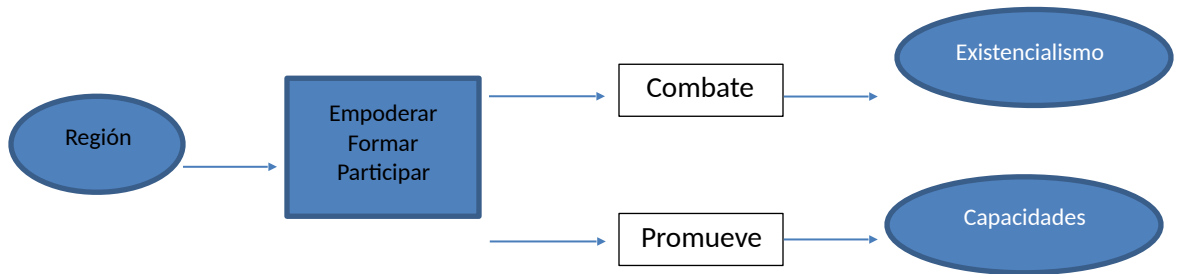 Región
Empoderar
Formar
Participar
Combate
Existencialismo
Promueve
Capacidades